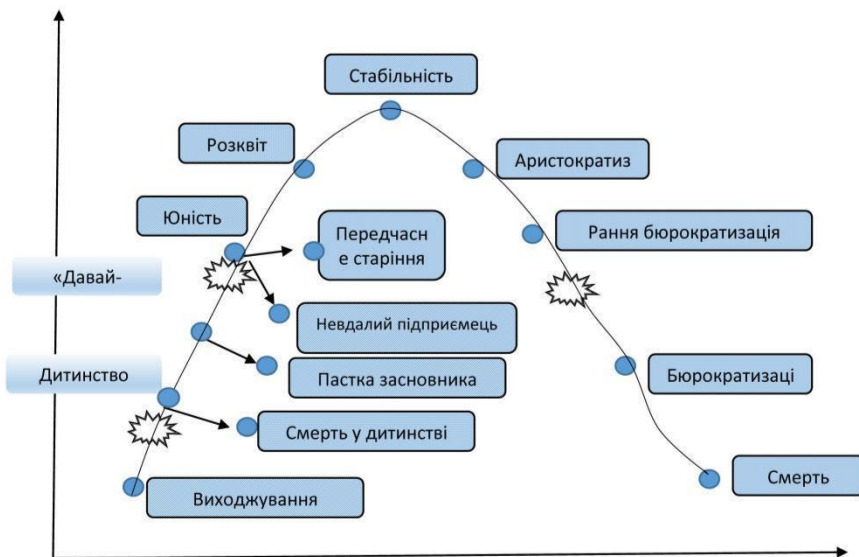 Стабільність
Розквіт
Аристократиз
Юність
Передчасн
е старіння
Рання бюрократизація
«Давай-
Невдалий підприємець
Дитинство
Пастка засновника
Бюрократизаці
Смерть у дитинстві
Смерть
Виходжування